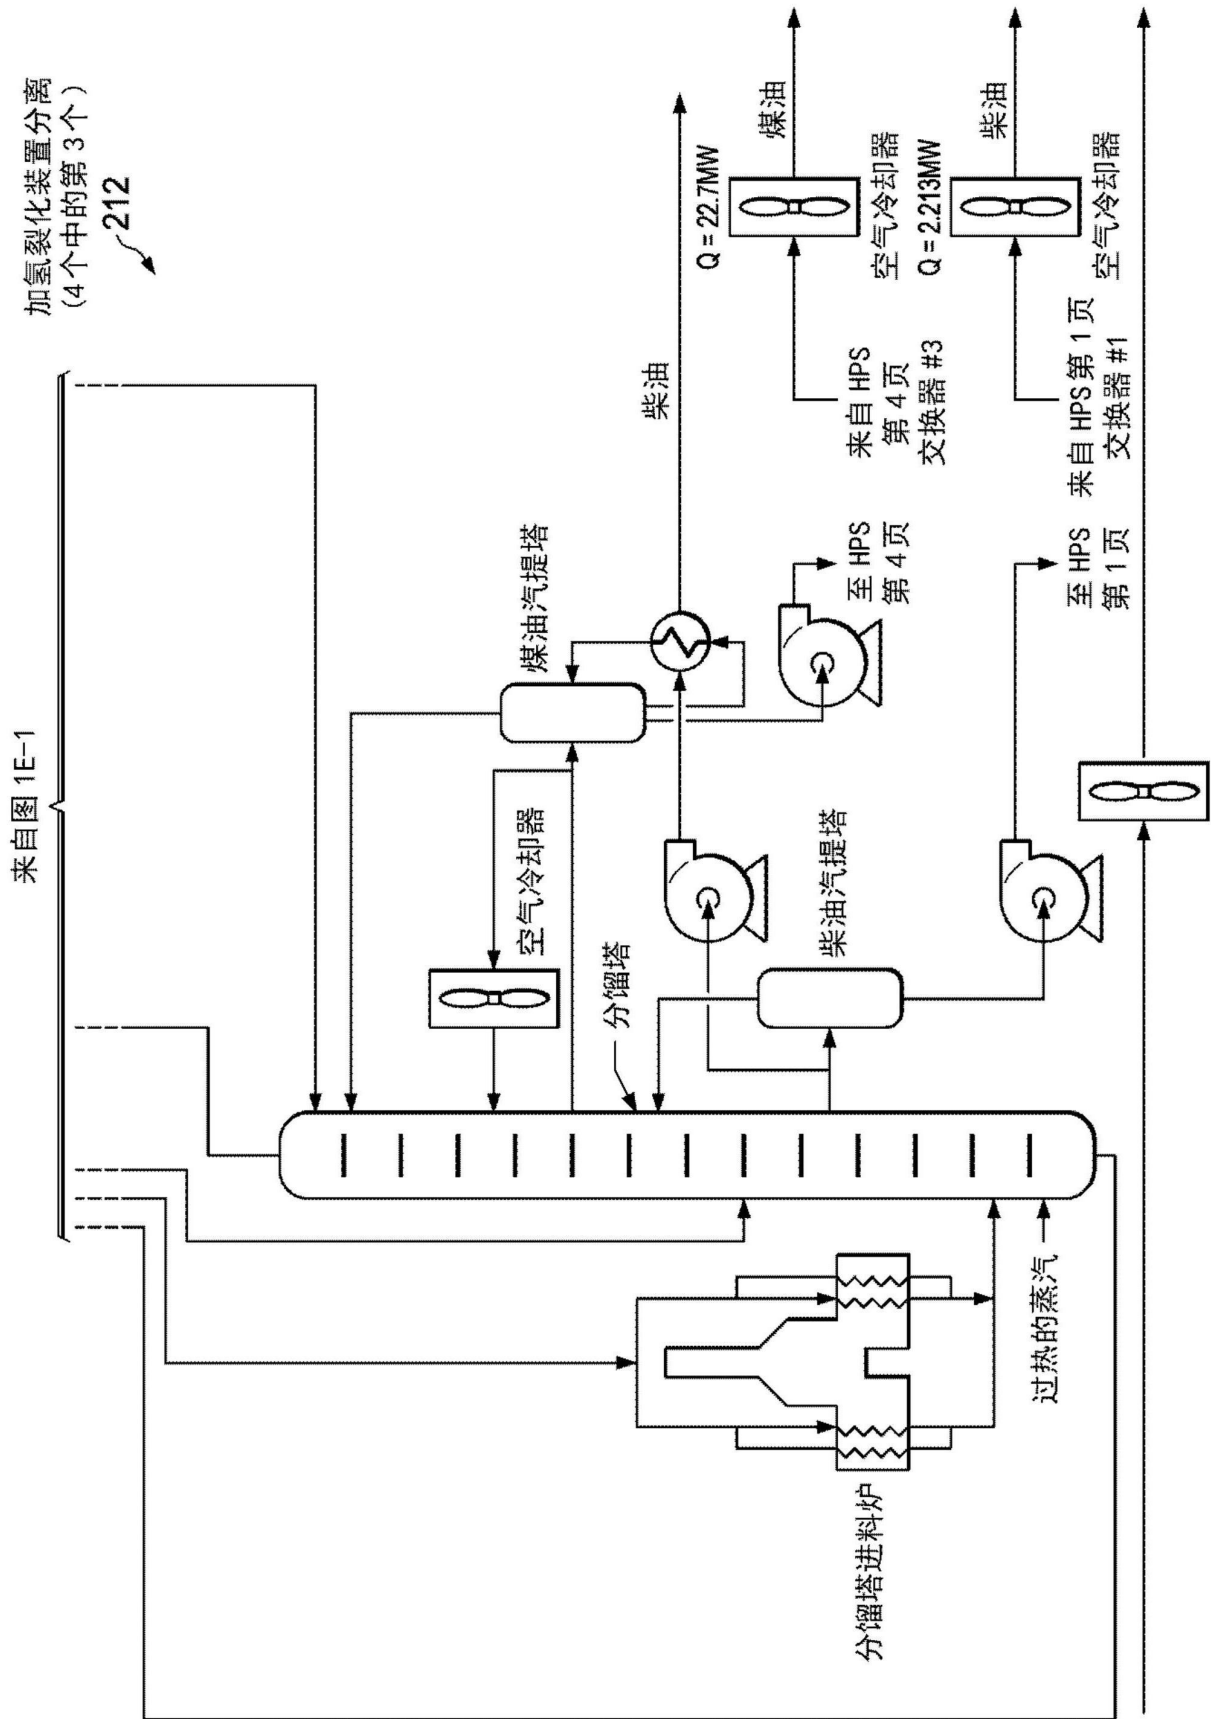 加氢裂化装置分离
(4个中的第3个)
212
来自图 1E-1
煤油
柴油
柴油
Q = 22.7MW
空气冷却器
Q = 2.213MW
空气冷却器
来自 HPS
第 4 页
交换器 #3
来自 HPS 第 1 页
交换器 #1
煤油汽提塔
至 HPS
第 4 页
至 HPS
第 1 页
空气冷却器
分馏塔
柴油汽提塔
过热的蒸汽
分馏塔进料炉